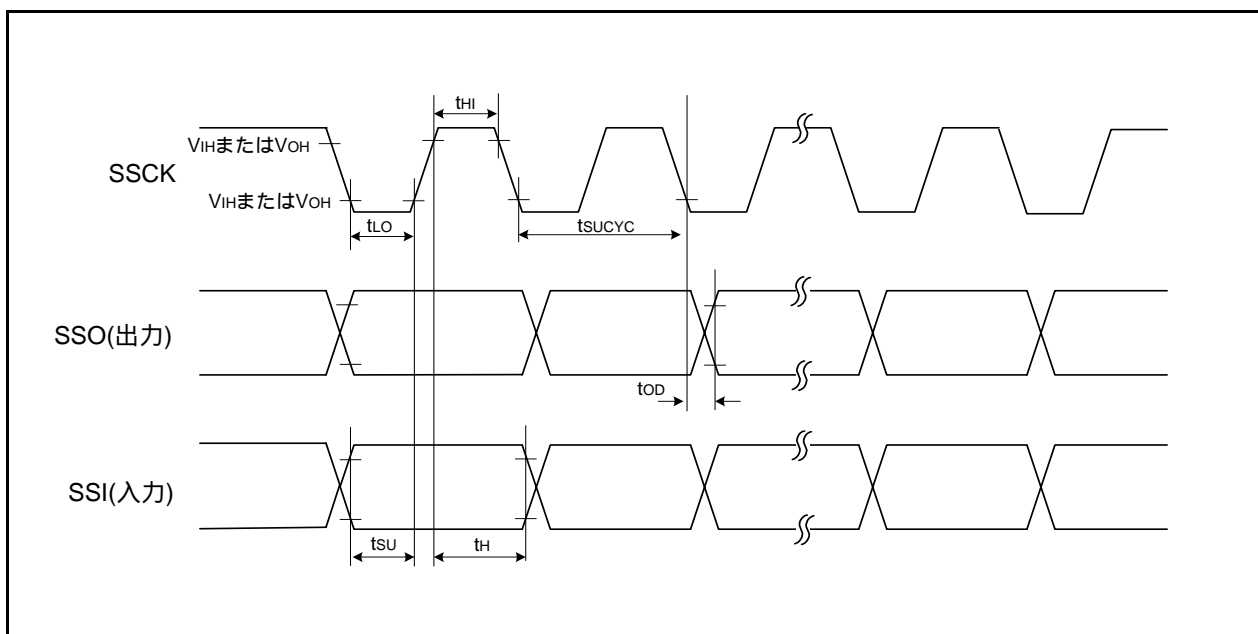 tHI
VIHまたはVOH
SSCK
VIHまたはVOH
tLO
tSUCYC
SSO(出力)
tOD
SSI(入力)
tSU
tH